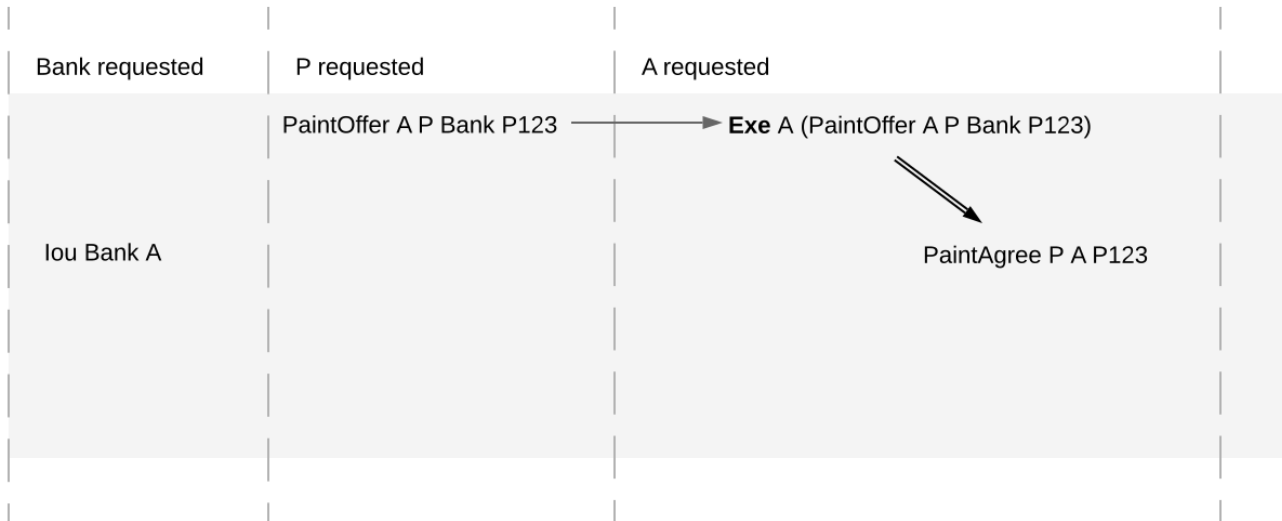 Bank requested
P requested
A requested
PaintOffer A P Bank P123
Exe A (PaintOffer A P Bank P123)
Iou Bank A
PaintAgree P A P123